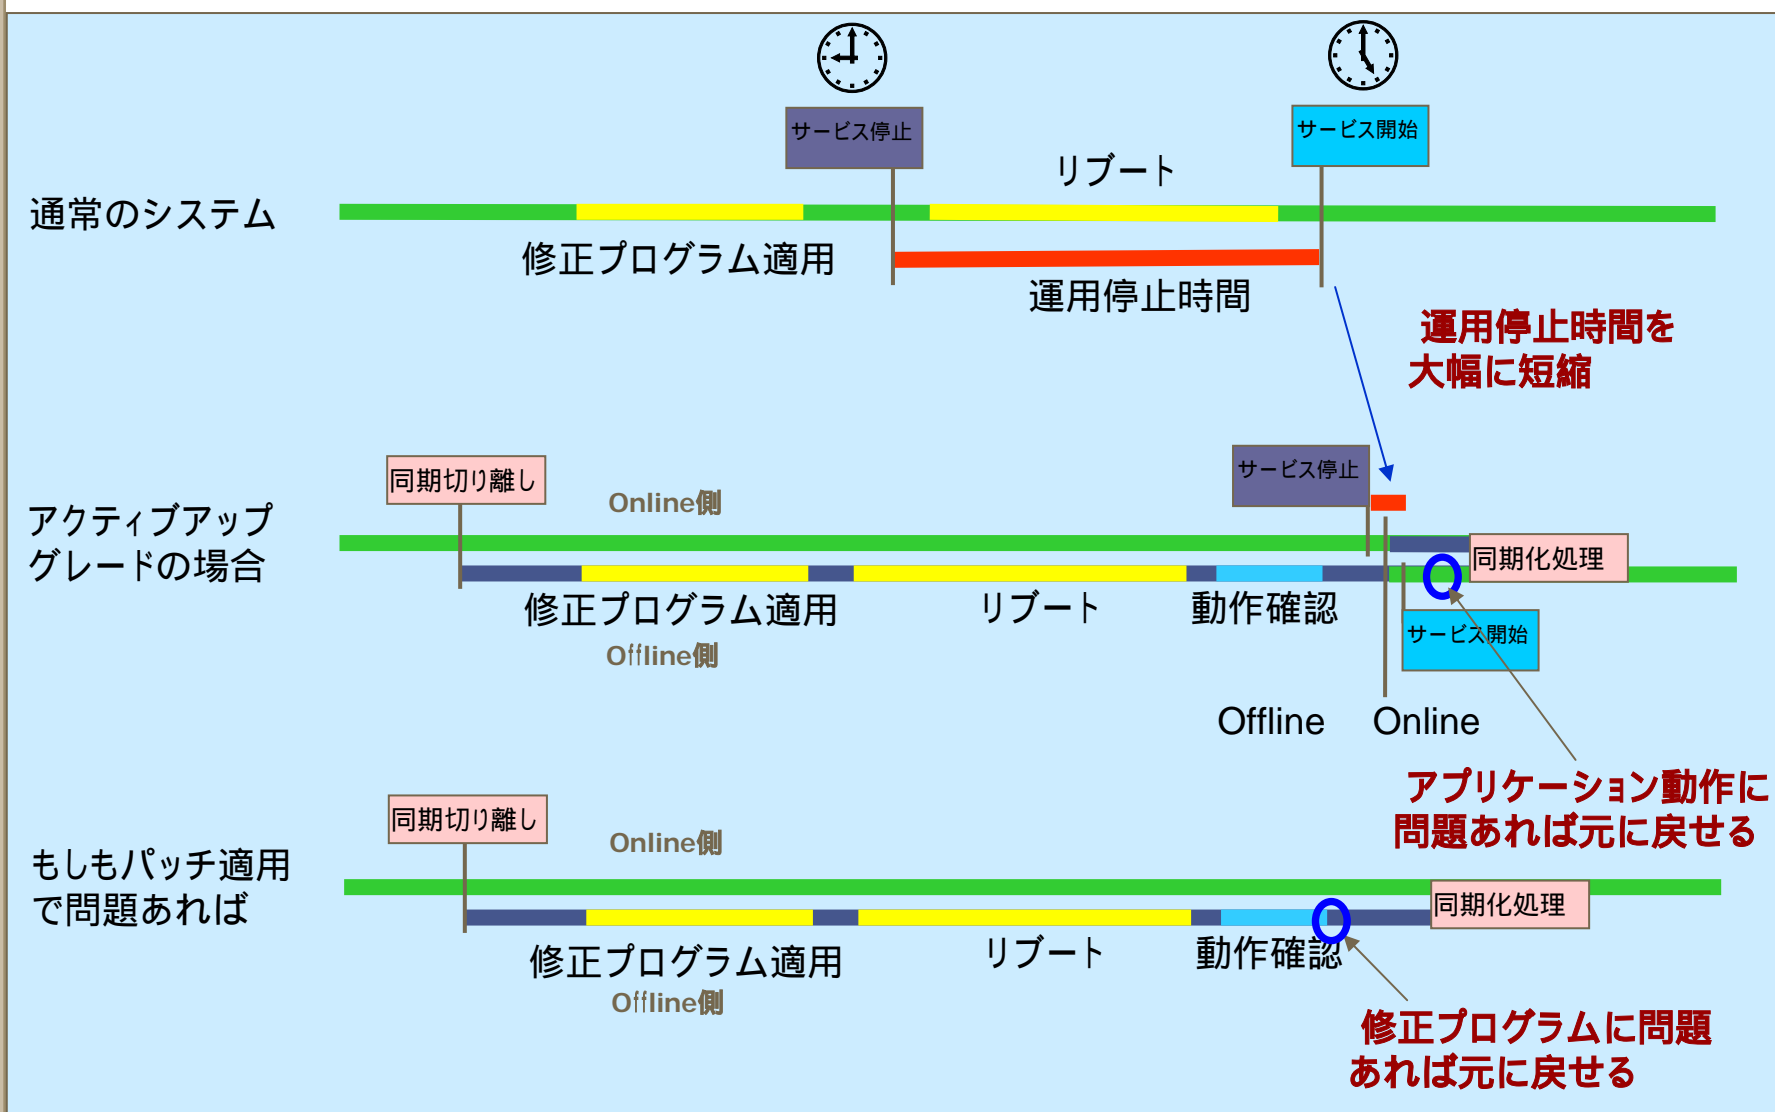 サービス停止
サービス開始
リブート
通常のシステム
修正プログラム適用
運用停止時間
運用停止時間を
大幅に短縮
サービス停止
同期切り離し
Online側
アクティブアップ
グレードの場合
同期化処理
修正プログラム適用
リブート
動作確認
サービス開始
Offline側
Offline
Online
アプリケーション動作に
問題あれば元に戻せる
同期切り離し
Online側
もしもパッチ適用
で問題あれば
同期化処理
修正プログラム適用
リブート
動作確認
Offline側
修正プログラムに問題
あれば元に戻せる